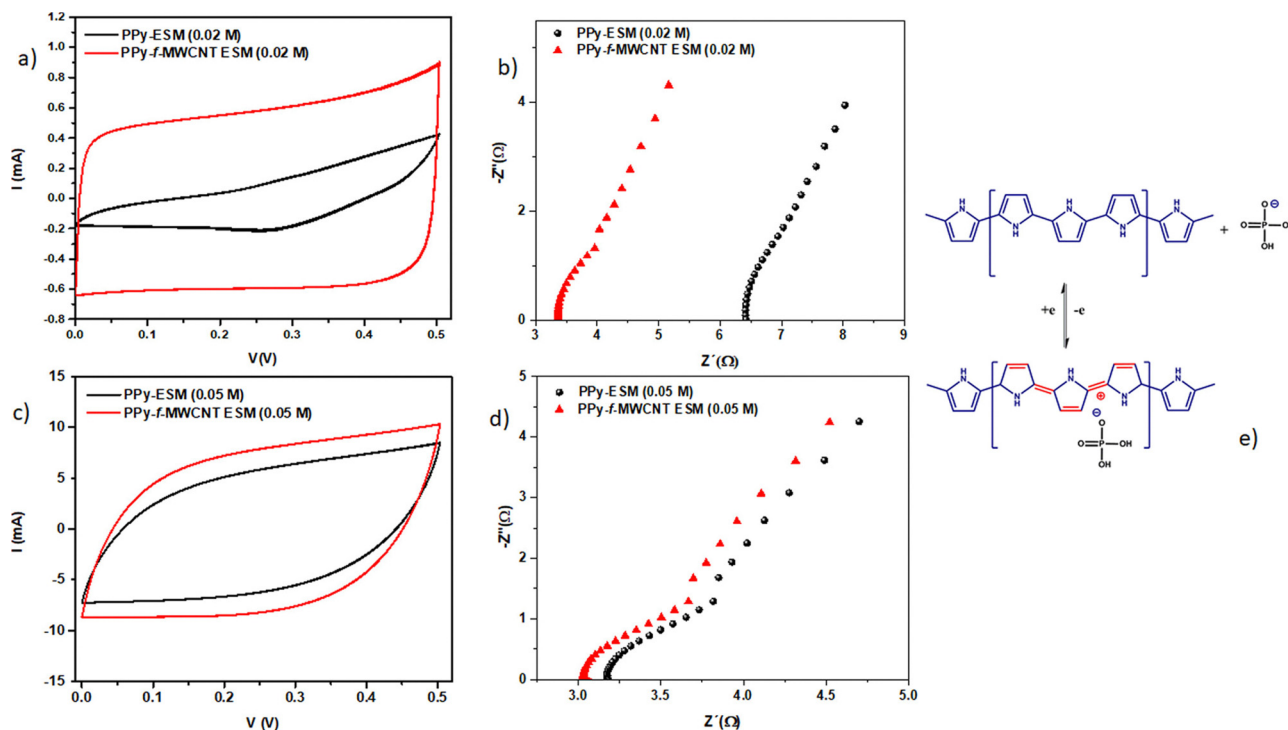 a)
PPy-ESM (0.02 M)
PPy-f-MWCNT ESM (0.02 M)
1.2
1.0
0.8
0.6
0.4
0.2
0.0
-0.2
-0.4
-0.6
-0.8
I (mA)
0.0 0.1 0.2 0.3 0.4 0.5
V (V)
b)
PPy-ESM (0.02 M)
PPy-f-MWCNT ESM (0.02 M)
4
2
0
-Z''(Ω)
3 4 5 6 7 8 9
Z´(Ω)
c)
PPy-ESM (0.05 M)
PPy-f-MWCNT ESM (0.05 M)
15
10
5
0
-5
-10
-15
I (mA)
0.0 0.1 0.2 0.3 0.4 0.5
V (V)
d)
PPy-ESM (0.05 M)
PPy-f-MWCNT ESM (0.05 M)
5
4
3
2
1
0
-Z''(Ω)
3.0 3.5 4.0 4.5 5.0
Z´(Ω)
H N H N H N
N H N H
+ O=P
O ⊖
O
OH
+e -e
H N H N H N
N H N H
⊕
⊖
O
O=P-OH
OH
e)